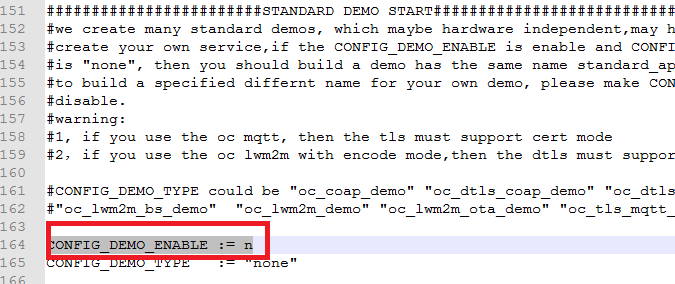 151 #######################STANDARD DEMO START##########################
152 #we create many standard demos, which maybe hardware independent,may h
153 #create your own service,if the CONFIG_DEMO_ENABLE is enable and CONFI
154 #is "none", then you should build a demo has the same name standard_ap
155 #to build a specified differnt name for your own demo, please make CON
156 #disable.
157 #warning:
158 #1, if you use the oc mqtt, then the tls must support cert mode
159 #2, if you use the oc lwm2m with encode mode,then the dtls must suppor
160
161 #CONFIG_DEMO_TYPE could be "oc_coap_demo" "oc_dtls_coap_demo" "oc_dtls
162 #"oc_lwm2m_bs_demo"  "oc_lwm2m_demo" "oc_lwm2m_ota_demo" "oc_tls_mqtt_
163
164 CONFIG_DEMO_ENABLE := n
165 CONFIG_DEMO_TYPE   := "none"
166